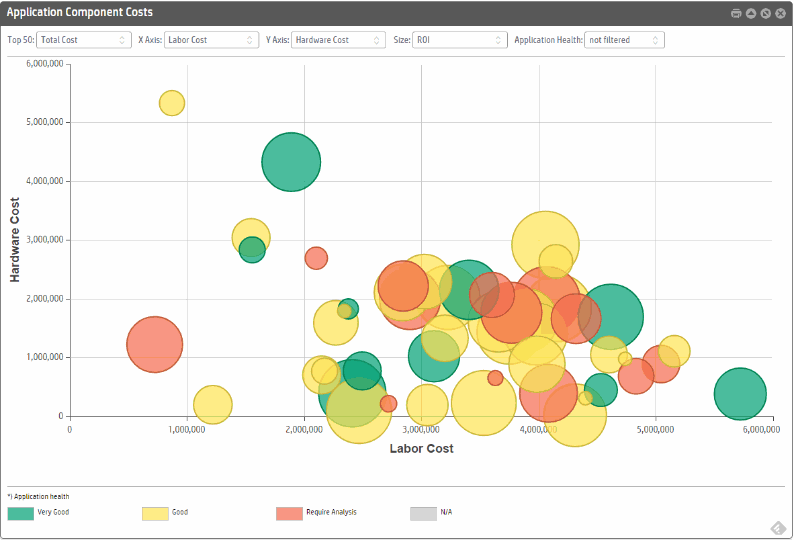 Application Component Costs
Top 50: Total Cost X Axis: Labor Cost Y Axis: Hardware Cost Size: ROI Application Health: not filtered
6,000,000
5,000,000
4,000,000
3,000,000
2,000,000
1,000,000
0
Hardware Cost
0 1,000,000 2,000,000 3,000,000 4,000,000 5,000,000 6,000,000
Labor Cost
*) Application health
Very Good Good Require Analysis N/A